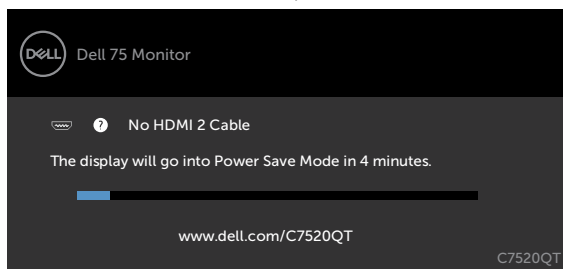 DELL
Dell 75 Monitor
? No HDMI 2 Cable
The display will go into Power Save Mode in 4 minutes.
www.dell.com/C7520QT
C7520QT